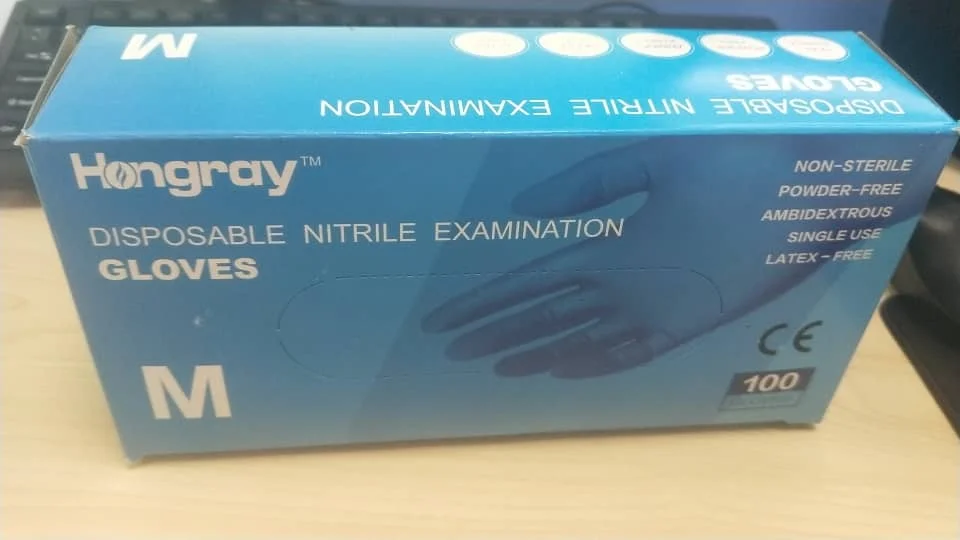 M
DISPOSABLE NITRILE EXAMINATION
GLOVES
Hongray™
DISPOSABLE NITRILE EXAMINATION
GLOVES
M
NON-STERILE
POWDER-FREE
AMBIDEXTROUS
SINGLE USE
LATEX-FREE
CE
100